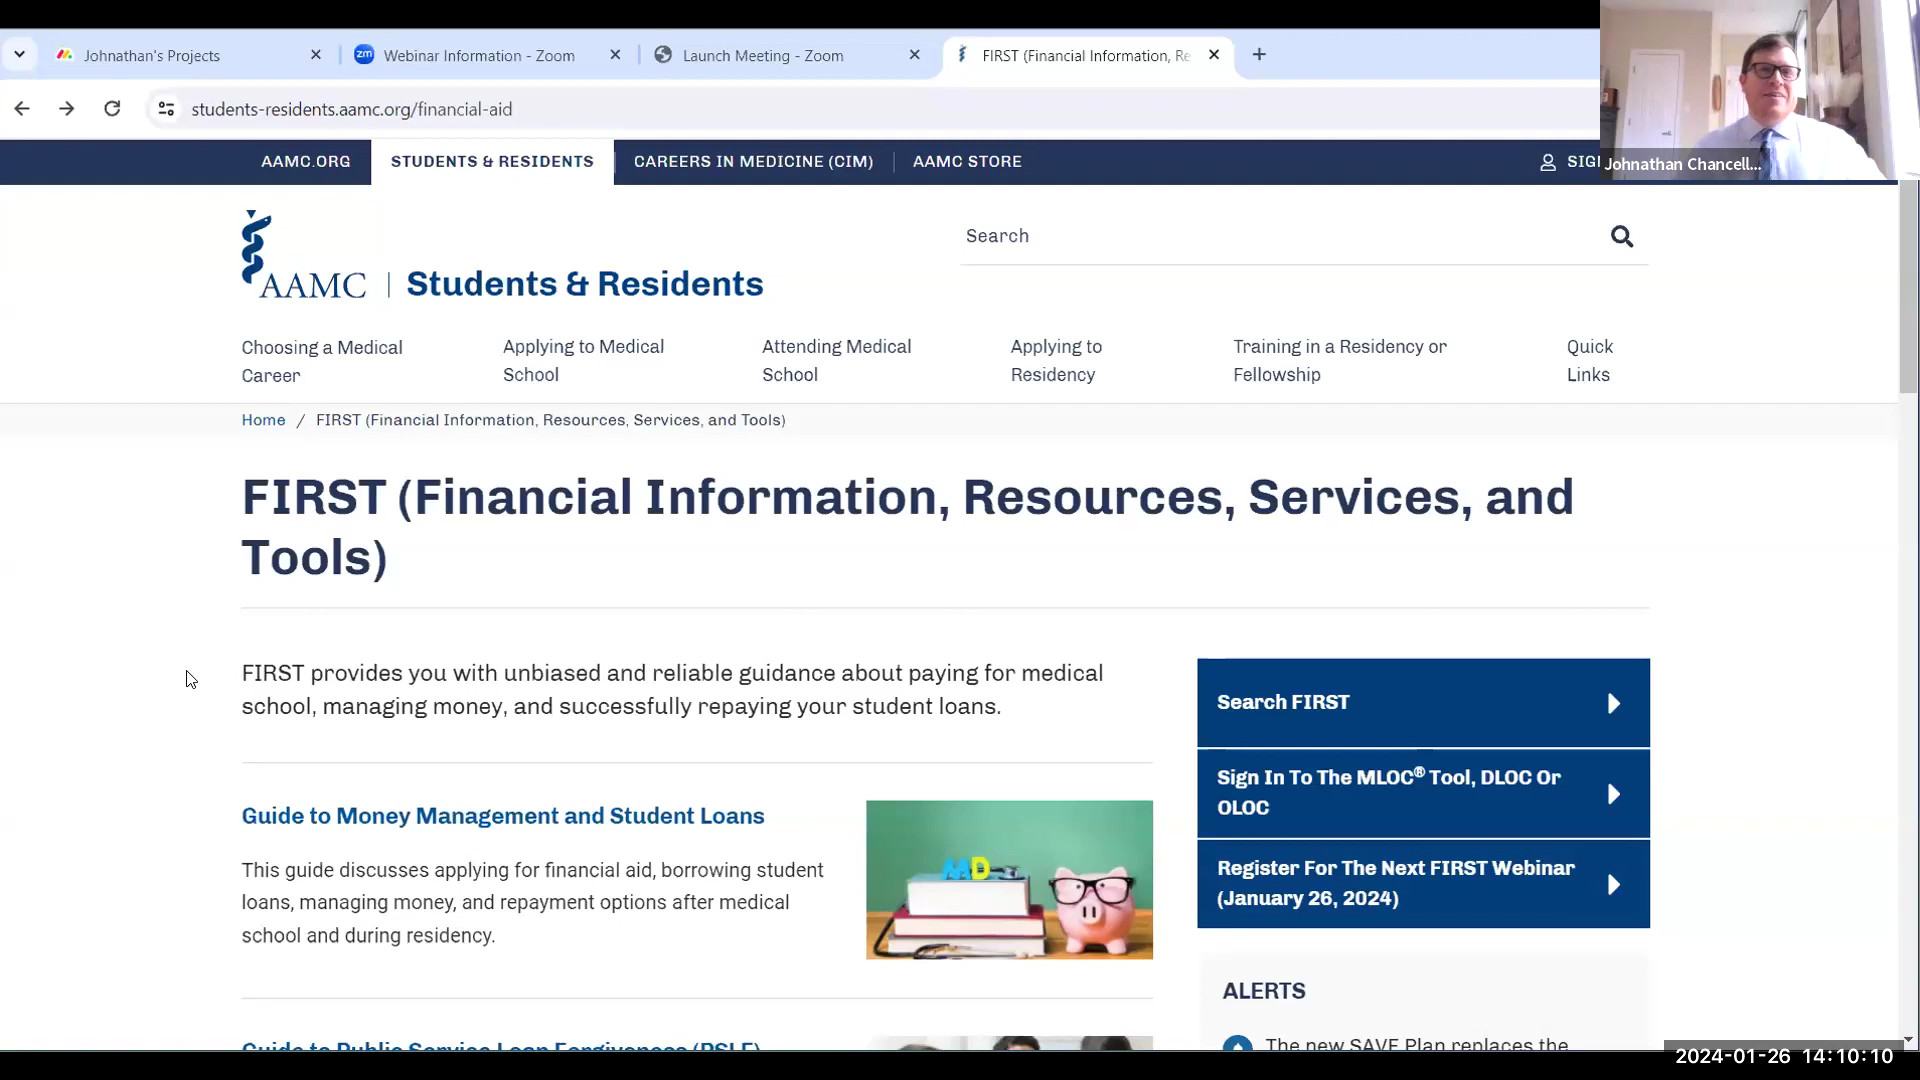 Johnathan's Projects
Webinar Information - Zoom
Launch Meeting - Zoom
FIRST (Financial Information, Re
students-residents.aamc.org/financial-aid
AAMC.ORG
STUDENTS & RESIDENTS
CAREERS IN MEDICINE (CIM)
AAMC STORE
SIG
Johnathan Chancell...
AAMC
Students & Residents
Search
Choosing a Medical
Career
Applying to Medical
School
Attending Medical
School
Applying to
Residency
Training in a Residency or
Fellowship
Quick
Links
Home / FIRST (Financial Information, Resources, Services, and Tools)
FIRST (Financial Information, Resources, Services, and
Tools)
FIRST provides you with unbiased and reliable guidance about paying for medical
school, managing money, and successfully repaying your student loans.
Guide to Money Management and Student Loans
This guide discusses applying for financial aid, borrowing student
loans, managing money, and repayment options after medical
school and during residency.
MD
Guide to Public Service Loan Forgiveness (PSLF)
Search FIRST
Sign In To The MLOC® Tool, DLOC Or
OLOC
Register For The Next FIRST Webinar
(January 26, 2024)
ALERTS
The new SAVE Plan replaces the
2024-01-26 14:10:10